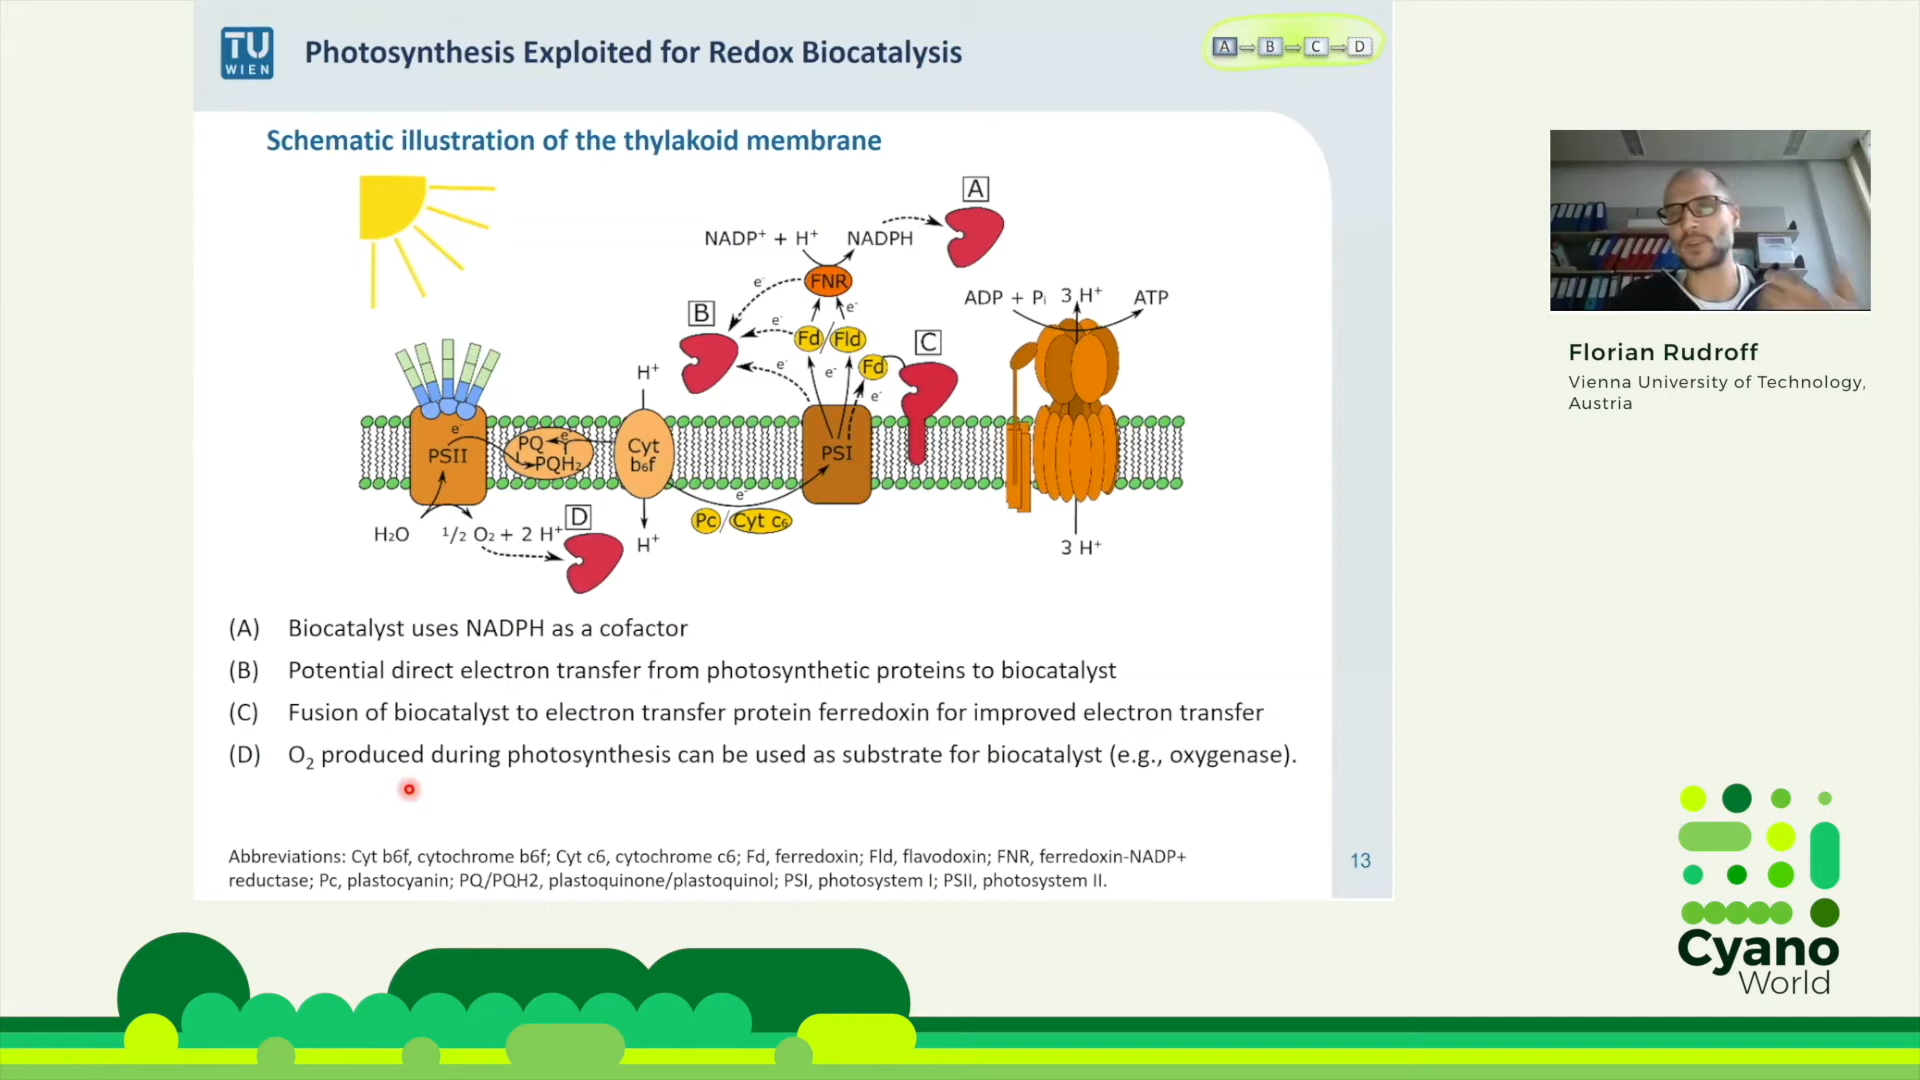 TU
WIEN
Photosynthesis Exploited for Redox Biocatalysis
A B C D
Schematic illustration of the thylakoid membrane
A
NADP⁺ + H⁺ NADPH
FNR
e⁻
B
e⁻
e⁻
Fd / Fld
C
ADP + Pᵢ 3 H⁺ ATP
Fd
e⁻
e⁻
e⁻
H⁺
e⁻
PSII
PQ
e⁻
PQH₂
Cyt
b₆f
PSI
e⁻
Pc / Cyt c₆
H₂O
1/2 O₂ + 2 H⁺
D
H⁺
3 H⁺
(A) Biocatalyst uses NADPH as a cofactor
(B) Potential direct electron transfer from photosynthetic proteins to biocatalyst
(C) Fusion of biocatalyst to electron transfer protein ferredoxin for improved electron transfer
(D) O₂ produced during photosynthesis can be used as substrate for biocatalyst (e.g., oxygenase).
Abbreviations: Cyt b6f, cytochrome b6f; Cyt c6, cytochrome c6; Fd, ferredoxin; Fld, flavodoxin; FNR, ferredoxin-NADP+
reductase; Pc, plastocyanin; PQ/PQH2, plastoquinone/plastoquinol; PSI, photosystem I; PSII, photosystem II.
13
Florian Rudroff
Vienna University of Technology,
Austria
Cyano
World